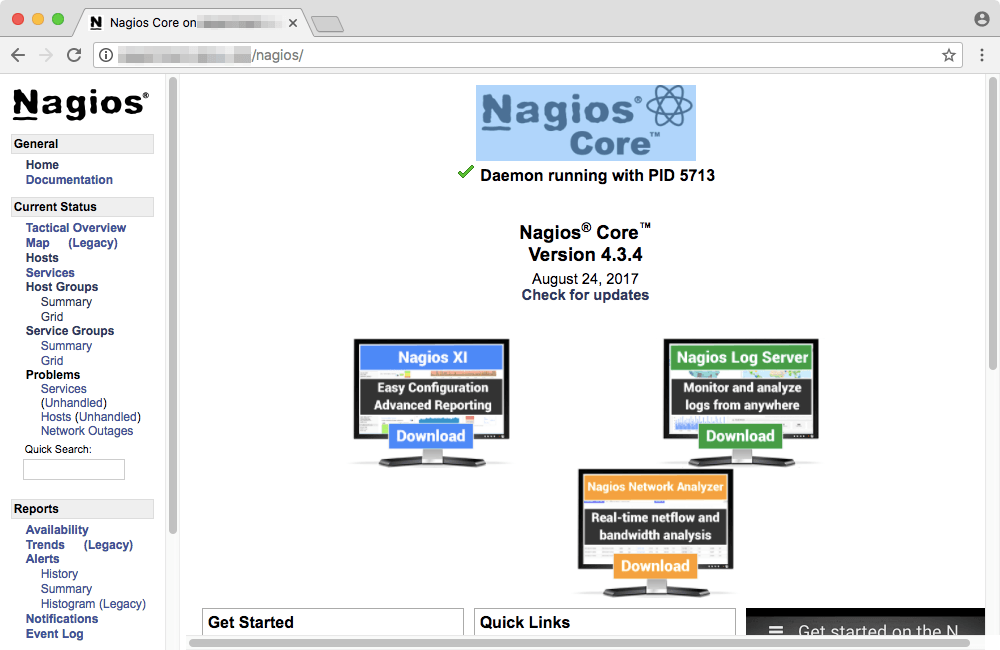 Nagios Core on
/nagios/
Nagios®
General
Home
Documentation
Current Status
Tactical Overview
Map (Legacy)
Hosts
Services
Host Groups
Summary
Grid
Service Groups
Summary
Grid
Problems
Services
(Unhandled)
Hosts (Unhandled)
Network Outages
Quick Search:
Reports
Availability
Trends (Legacy)
Alerts
History
Summary
Histogram (Legacy)
Notifications
Event Log
Nagios®
Core™
Daemon running with PID 5713
Nagios® Core™
Version 4.3.4
August 24, 2017
Check for updates
Nagios XI
Easy Configuration
Advanced Reporting
Download
Nagios Log Server
Monitor and analyze
logs from anywhere
Download
Nagios Network Analyzer
Real-time netflow and
bandwidth analysis
Download
Get Started
Quick Links
Get started on the N